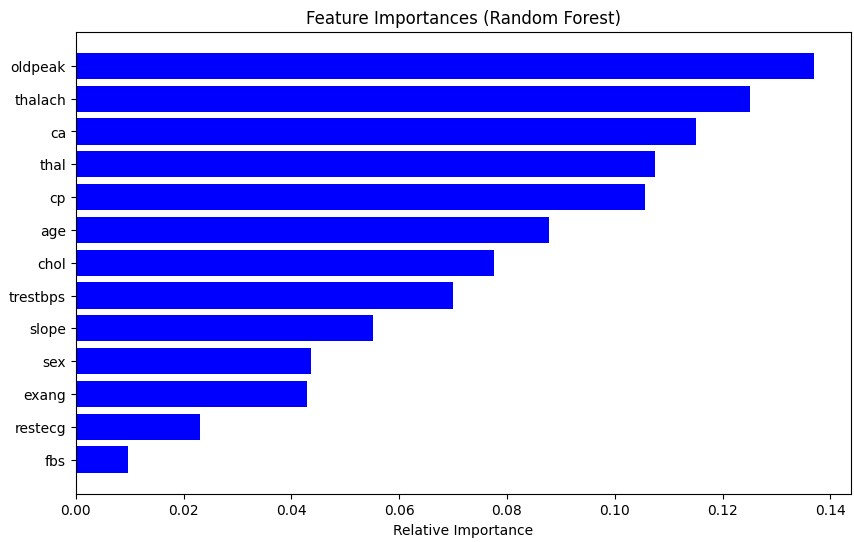 Feature Importances (Random Forest)
oldpeak
thalach
ca
thal
cp
age
chol
trestbps
slope
sex
exang
restecg
fbs
0.00 0.02 0.04 0.06 0.08 0.10 0.12 0.14
Relative Importance